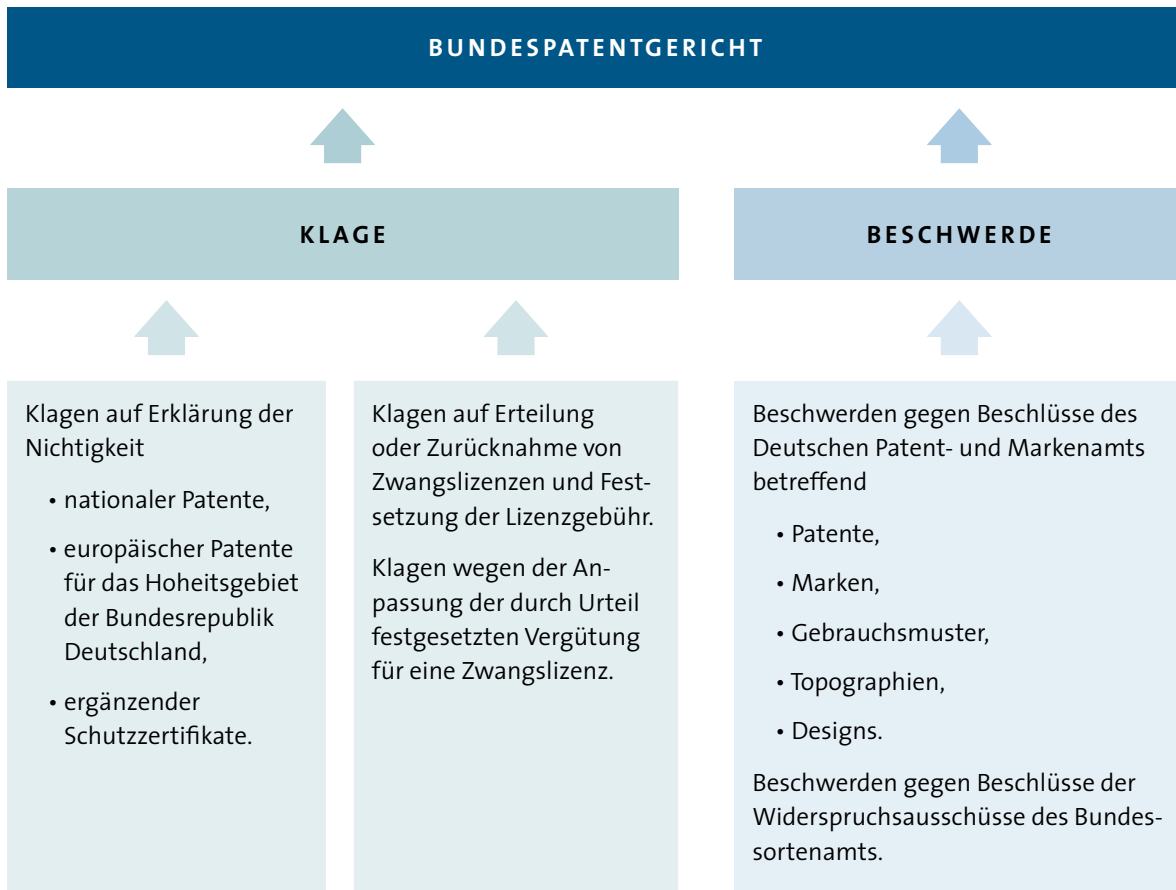 BUNDESPATENTGERICHT
KLAGE
BESCHWERDE
Klagen auf Erklärung der
Nichtigkeit
• nationaler Patente,
• europäischer Patente
für das Hoheitsgebiet
der Bundesrepublik
Deutschland,
• ergänzender
Schutzzertifikate.
Klagen auf Erteilung
oder Zurücknahme von
Zwangslizenzen und Fest-
setzung der Lizenzgebühr.
Klagen wegen der An-
passung der durch Urteil
festgesetzten Vergütung
für eine Zwangslizenz.
Beschwerden gegen Beschlüsse des
Deutschen Patent- und Markenamts
betreffend
• Patente,
• Marken,
• Gebrauchsmuster,
• Topographien,
• Designs.
Beschwerden gegen Beschlüsse der
Widerspruchsausschüsse des Bundes-
sortenamts.